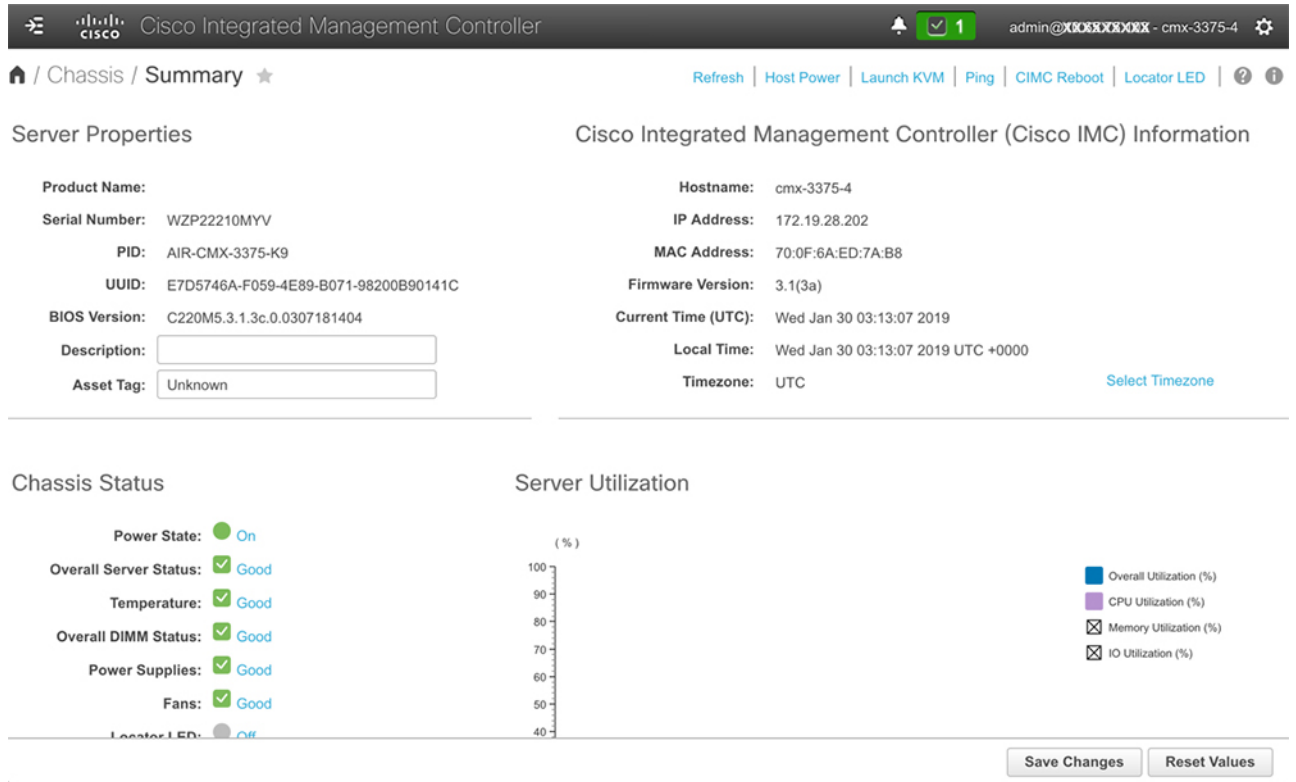 CISCO Cisco Integrated Management Controller 1 admin@ - cmx-3375-4
/ Chassis / Summary Refresh | Host Power | Launch KVM | Ping | CIMC Reboot | Locator LED | ? i
Server Properties
Product Name:
Serial Number: WZP22210MYV
PID: AIR-CMX-3375-K9
UUID: E7D5746A-F059-4E89-B071-98200B90141C
BIOS Version: C220M5.3.1.3c.0.0307181404
Description:
Asset Tag: Unknown
Cisco Integrated Management Controller (Cisco IMC) Information
Hostname: cmx-3375-4
IP Address: 172.19.28.202
MAC Address: 70:0F:6A:ED:7A:B8
Firmware Version: 3.1(3a)
Current Time (UTC): Wed Jan 30 03:13:07 2019
Local Time: Wed Jan 30 03:13:07 2019 UTC +0000
Timezone: UTC Select Timezone
Chassis Status
Power State: On
Overall Server Status: Good
Temperature: Good
Overall DIMM Status: Good
Power Supplies: Good
Fans: Good
Locator LED: Off
Server Utilization
(%)
100
90
80
70
60
50
40
Overall Utilization (%)
CPU Utilization (%)
Memory Utilization (%)
IO Utilization (%)
Save Changes Reset Values